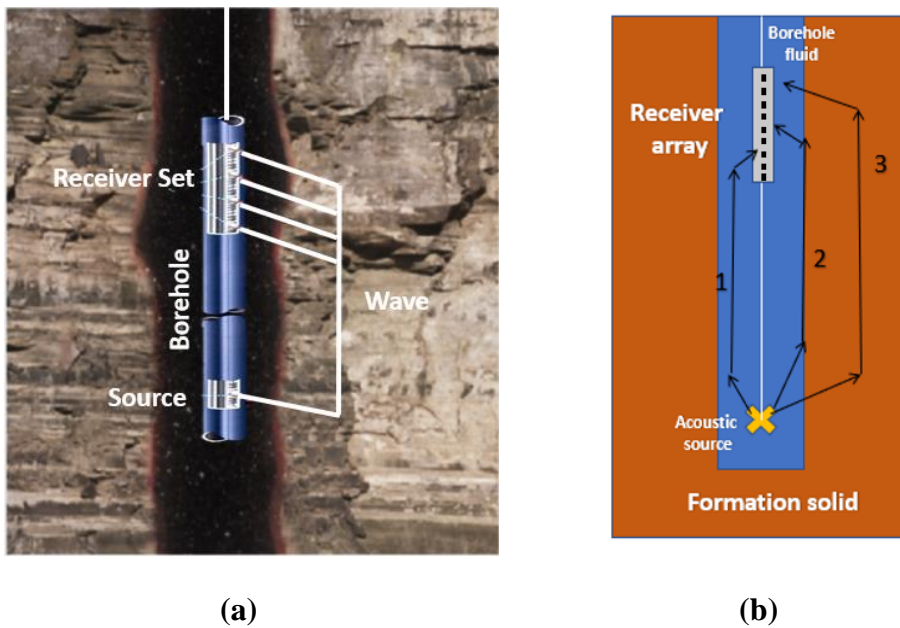 Receiver Set
Borehole
Wave
Source
(a)
Borehole
fluid
Receiver
array
1
2
3
Acoustic
source
Formation solid
(b)